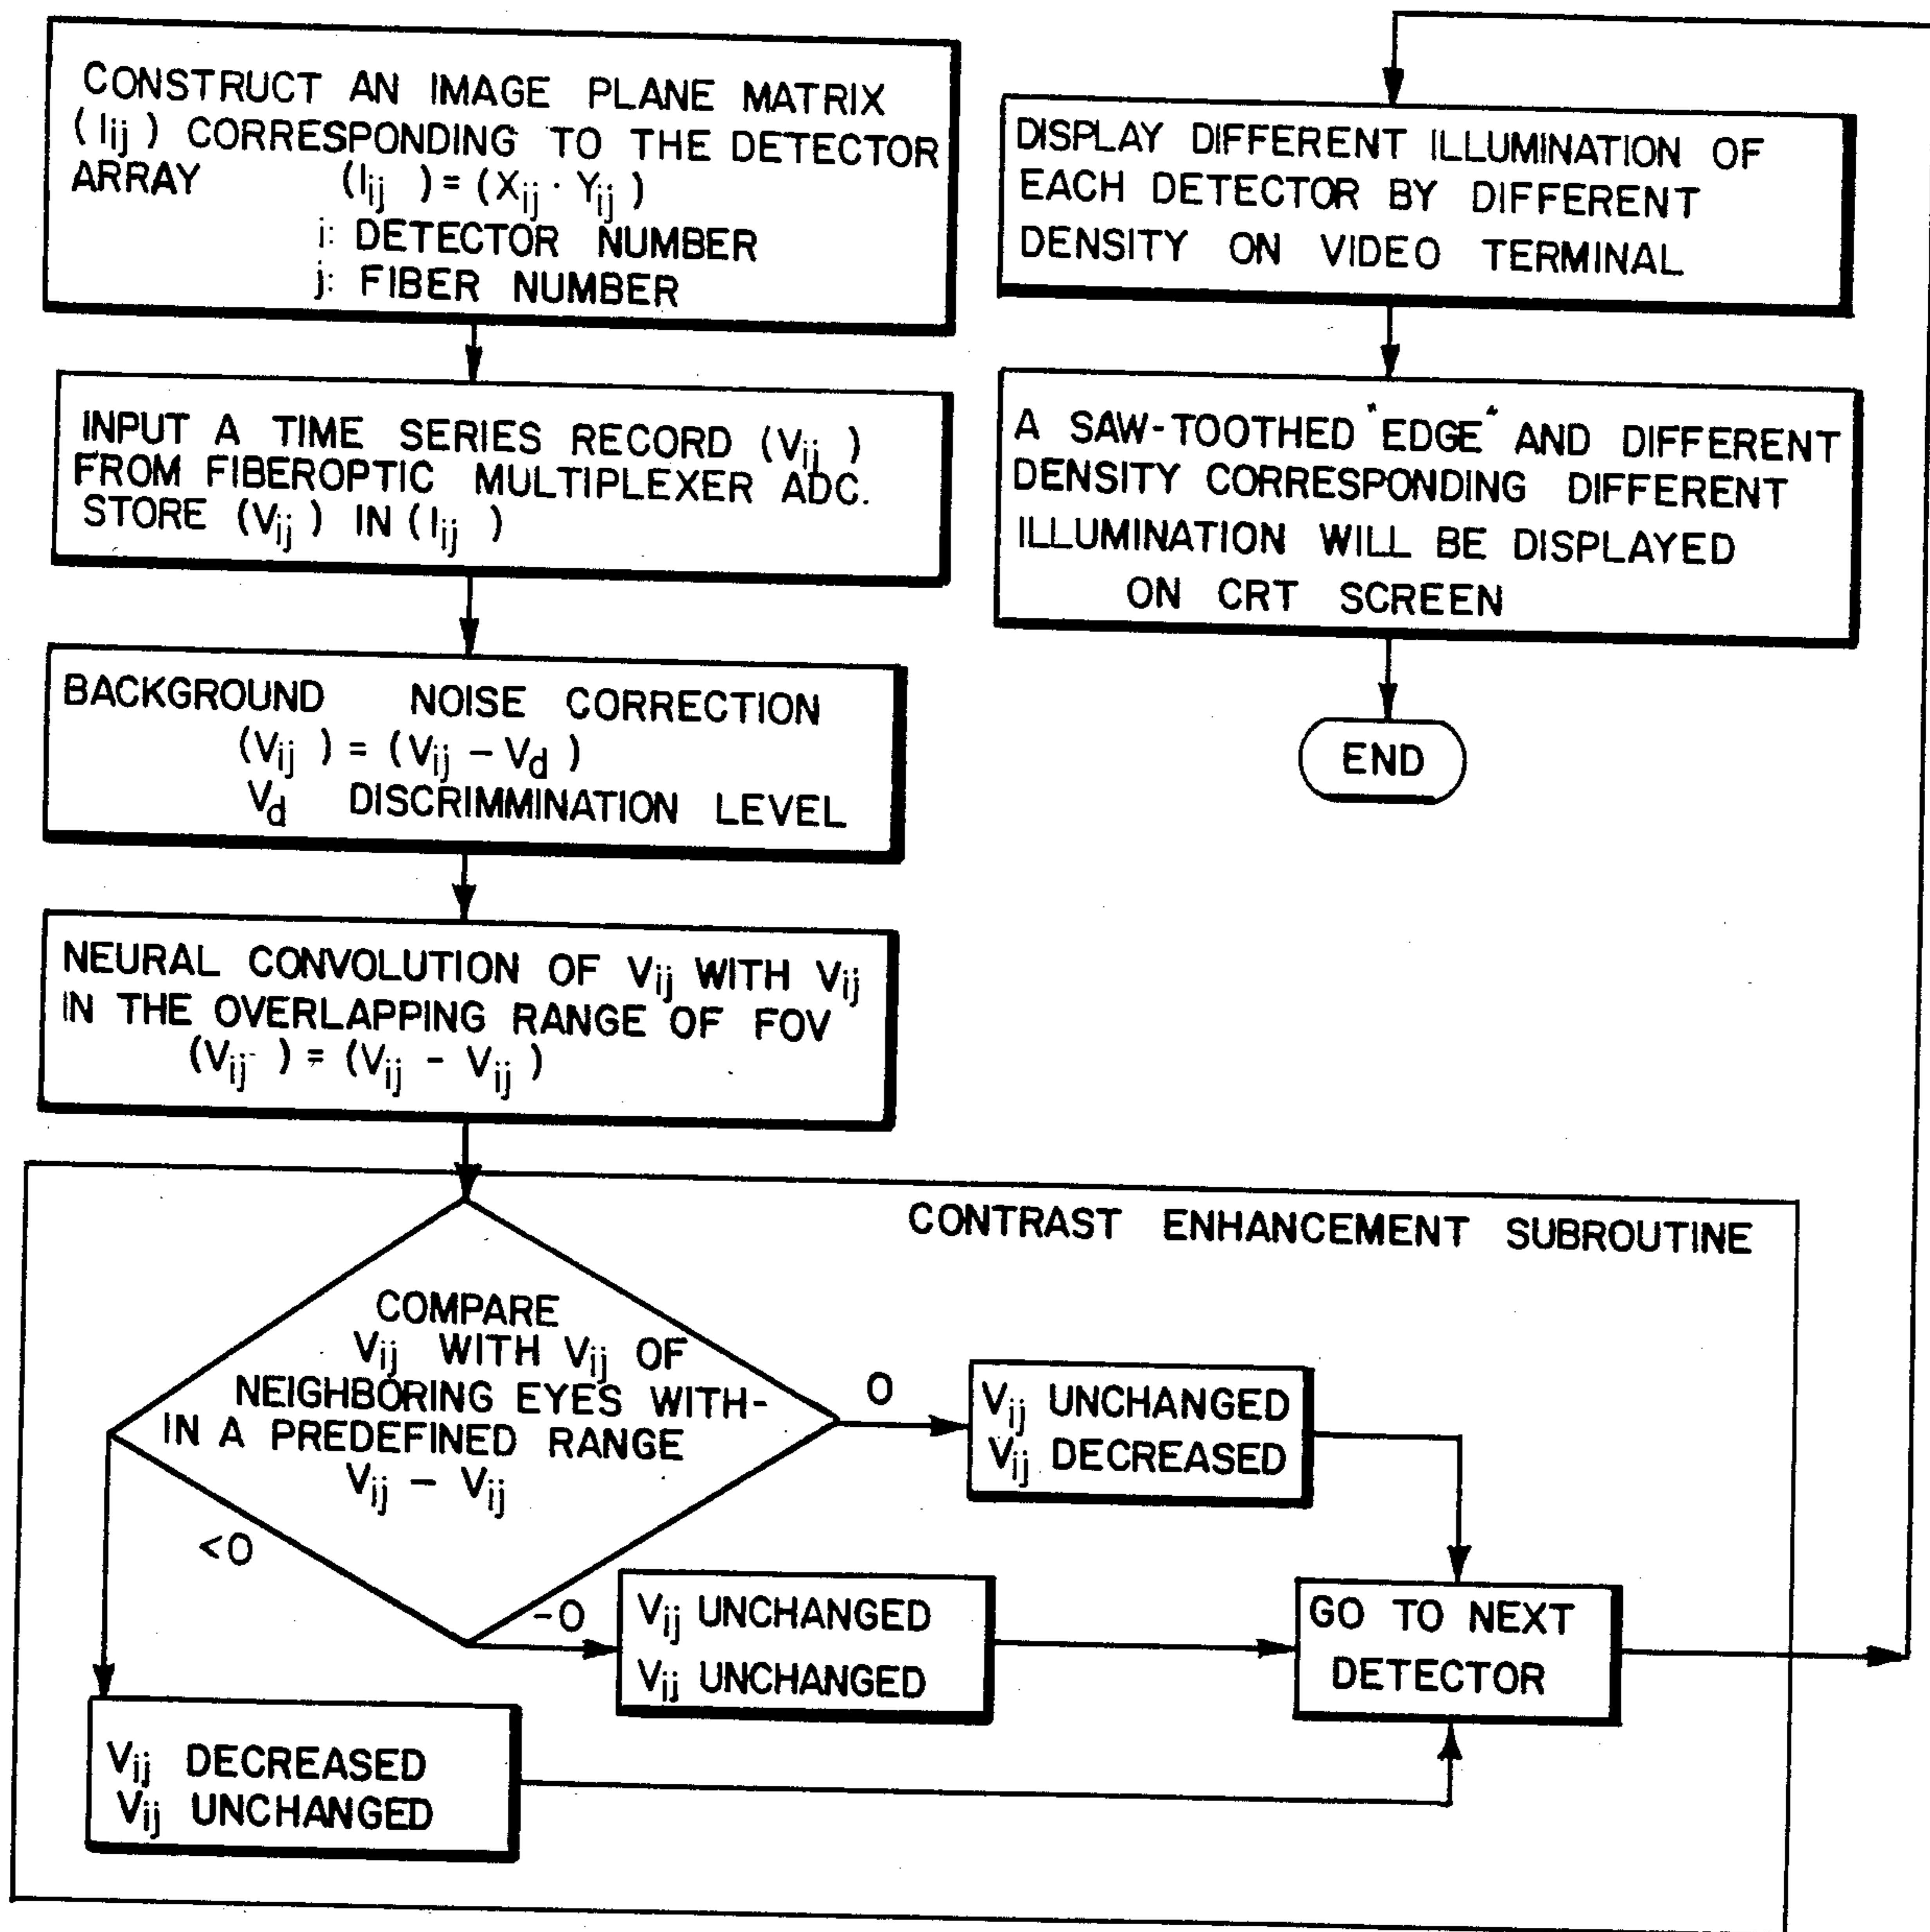 CONSTRUCT AN IMAGE PLANE MATRIX
(Iij) CORRESPONDING TO THE DETECTOR
ARRAY (Iij) = (Xij · Yij)
i: DETECTOR NUMBER
j: FIBER NUMBER
INPUT A TIME SERIES RECORD (Vij)
FROM FIBEROPTIC MULTIPLEXER ADC.
STORE (Vij) IN (Iij)
BACKGROUND NOISE CORRECTION
(Vij) = (Vij – Vd)
Vd DISCRIMMINATION LEVEL
NEURAL CONVOLUTION OF Vij WITH Vij
IN THE OVERLAPPING RANGE OF FOV
(Vij) = (Vij - Vij)
CONTRAST ENHANCEMENT SUBROUTINE
COMPARE
Vij WITH Vij OF
NEIGHBORING EYES WITH-
IN A PREDEFINED RANGE
Vij – Vij
0
Vij UNCHANGED
Vij DECREASED
-0
Vij UNCHANGED
Vij UNCHANGED
<0
Vij DECREASED
Vij UNCHANGED
GO TO NEXT
DETECTOR
DISPLAY DIFFERENT ILLUMINATION OF
EACH DETECTOR BY DIFFERENT
DENSITY ON VIDEO TERMINAL
A SAW-TOOTHED "EDGE" AND DIFFERENT
DENSITY CORRESPONDING DIFFERENT
ILLUMINATION WILL BE DISPLAYED
ON CRT SCREEN
END